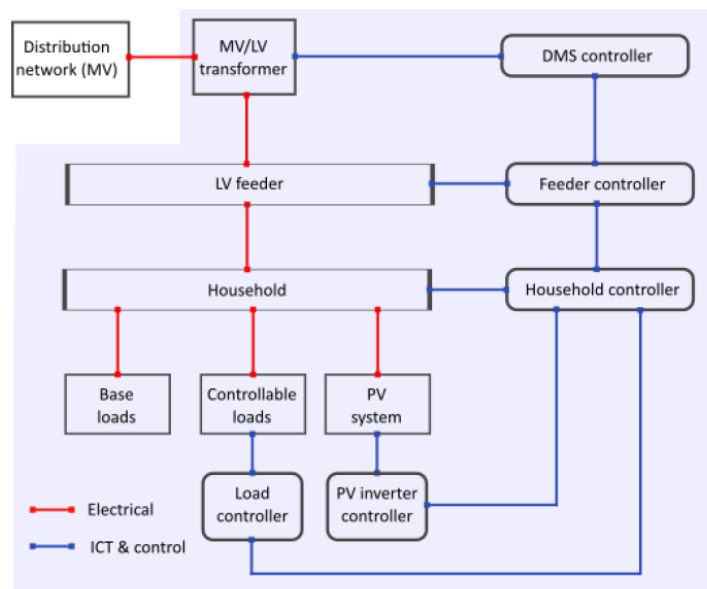 Distribution
network (MV)
MV/LV
transformer
DMS controller
LV feeder
Feeder controller
Household
Household controller
Base
loads
Controllable
loads
PV
system
Load
controller
PV inverter
controller
Electrical
ICT & control